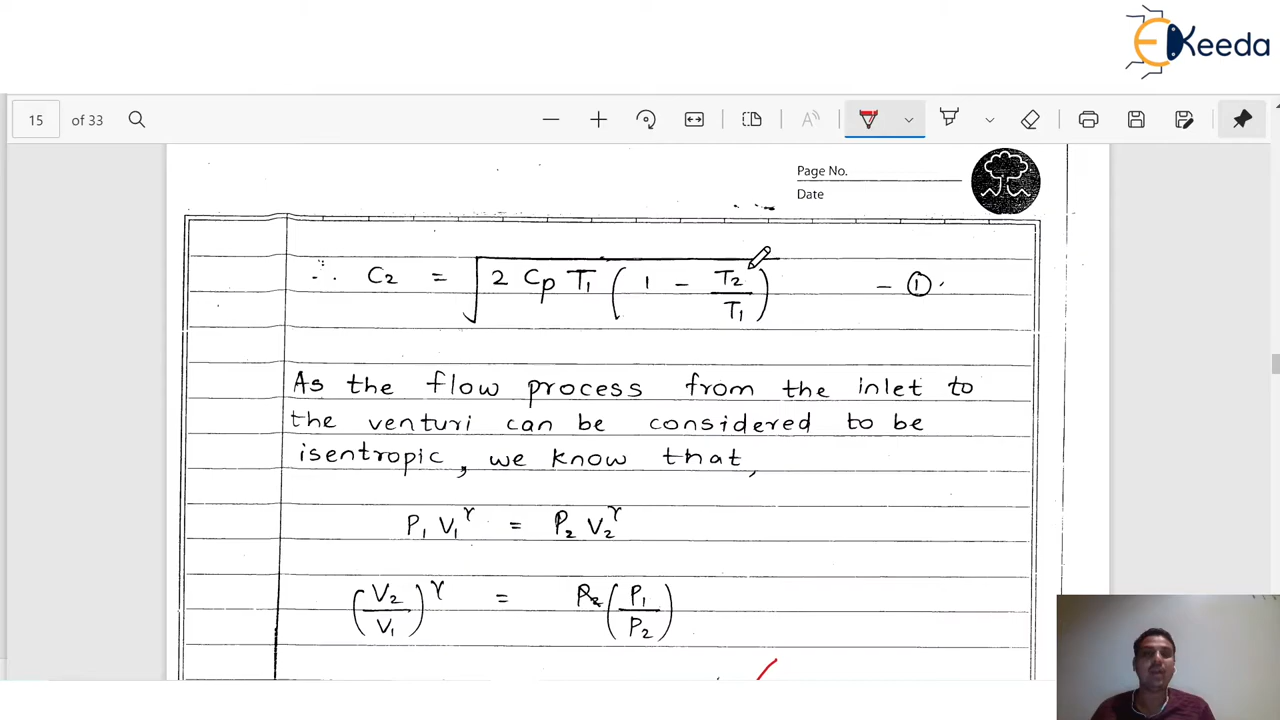 EKeeda
15 of 33
Page No.
Date
∴ C2 = √(2 Cp T1 (1 - T2/T1)) - ①
As the flow process from the inlet to
the venturi can be considered to be
isentropic, we know that,
P1 V1^γ = P2 V2^γ
(V2/V1)^γ = (P1/P2)